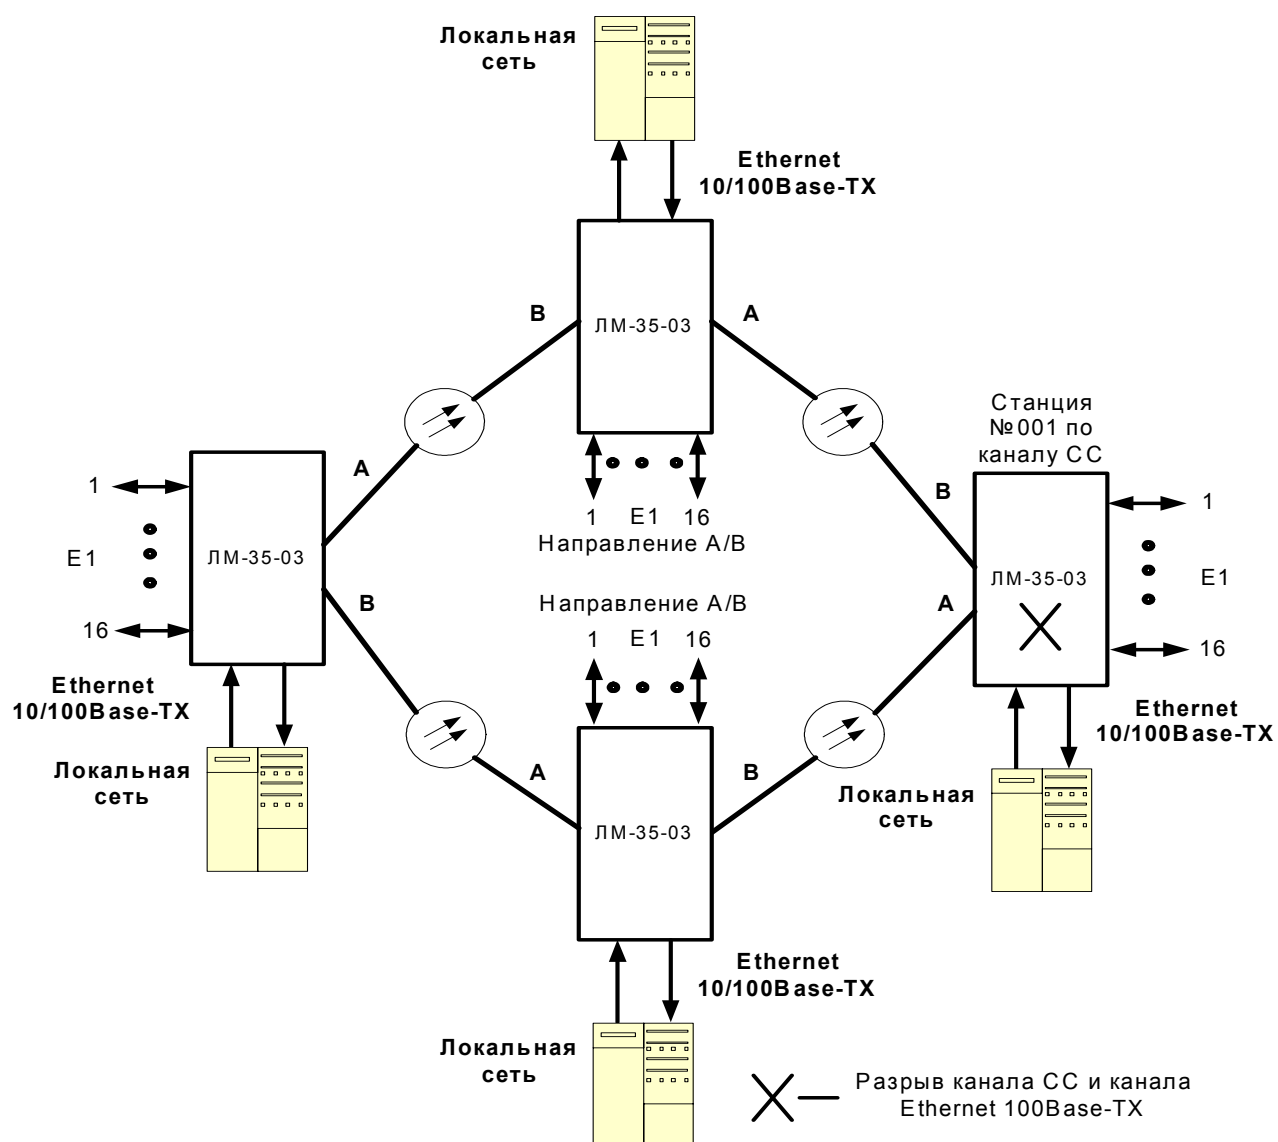 Локальная
сеть
Ethernet
10/100Base-TX
B
A
ЛМ-35-03
Станция
№001 по
каналу СС
A
B
1
1
E1
16
Направление А/В
1
E1
ЛМ-35-03
ЛМ-35-03
E1
B
A
Направление А/В
1
E1
16
16
16
Ethernet
10/100Base-TX
Ethernet
10/100Base-TX
Локальная
сеть
A
B
Локальная
сеть
ЛМ-35-03
Ethernet
10/100Base-TX
Локальная
сеть
Разрыв канала СС и канала
Ethernet 100Base-TX